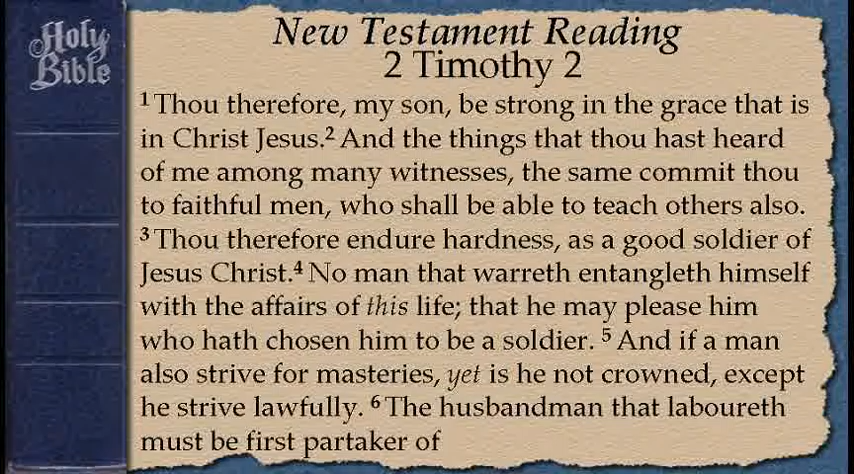 Holy
Bible
New Testament Reading
2 Timothy 2
1 Thou therefore, my son, be strong in the grace that is
in Christ Jesus.2 And the things that thou hast heard
of me among many witnesses, the same commit thou
to faithful men, who shall be able to teach others also.
3 Thou therefore endure hardness, as a good soldier of
Jesus Christ.4 No man that warreth entangleth himself
with the affairs of this life; that he may please him
who hath chosen him to be a soldier. 5 And if a man
also strive for masteries, yet is he not crowned, except
he strive lawfully. 6 The husbandman that laboureth
must be first partaker of